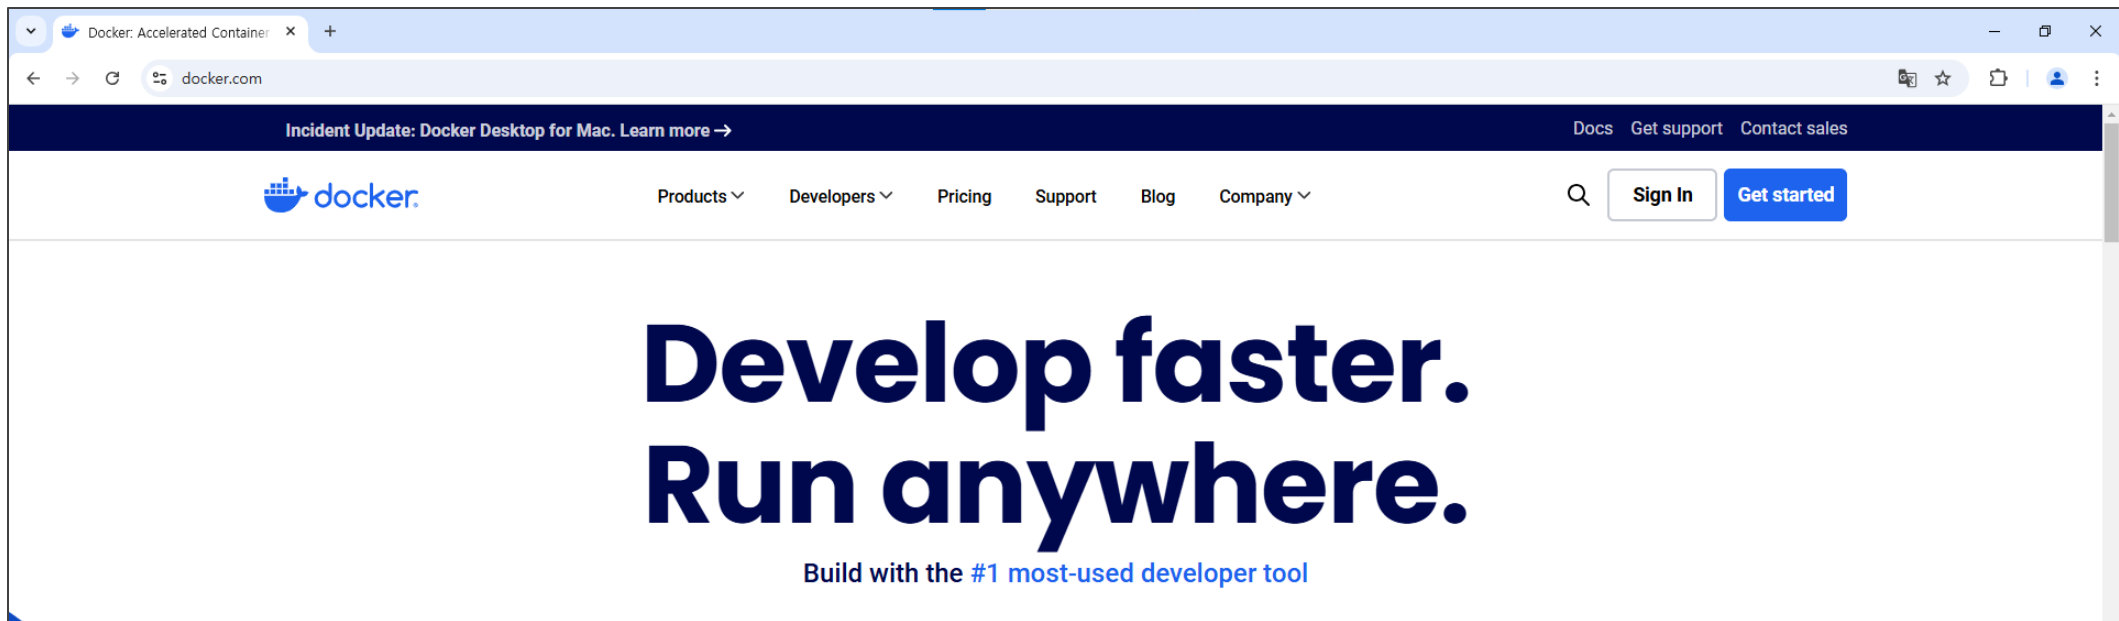 Docker: Accelerated Container
docker.com
Incident Update: Docker Desktop for Mac. Learn more →
Docs Get support Contact sales
docker
Products Developers Pricing Support Blog Company
Sign In Get started
Develop faster.
Run anywhere.
Build with the #1 most-used developer tool